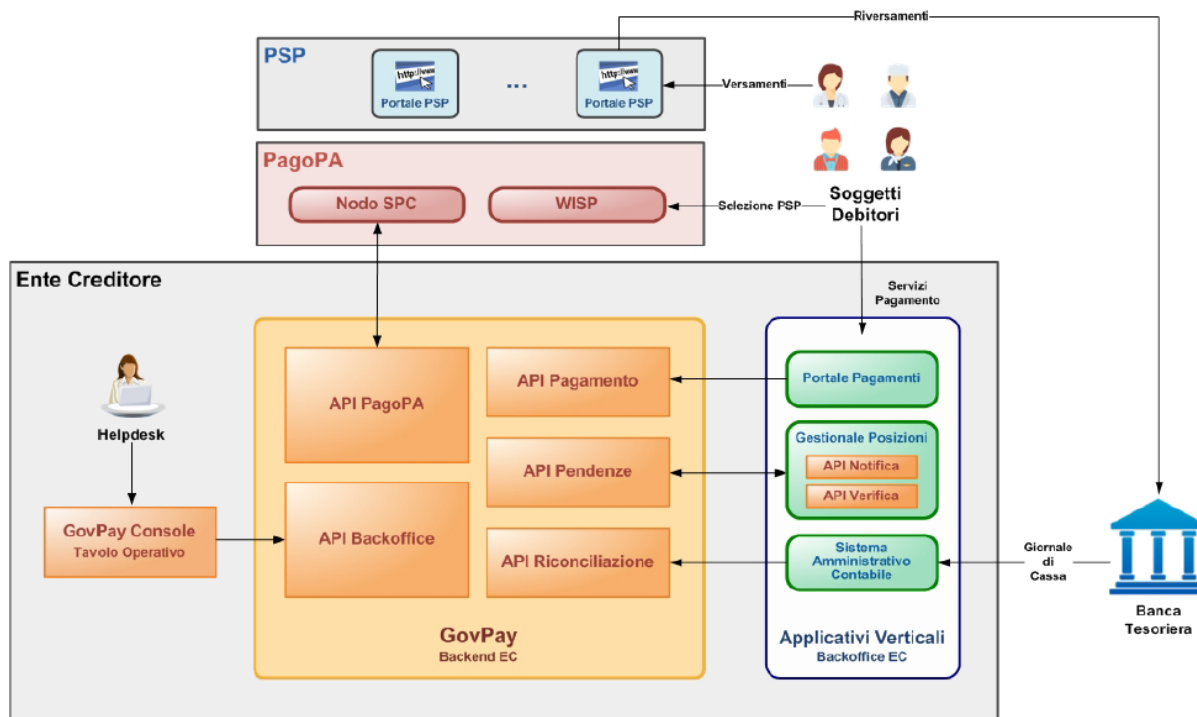 Riversamenti
PSP
http://www
Portale PSP
...
http://www
Portale PSP
Versamenti
PagoPA
Nodo SPC
WISP
Selezione PSP
Soggetti
Debitori
Ente Creditore
Servizi
Pagamento
API PagoPA
API Pagamento
Portale Pagamenti
Helpdesk
Gestionale Posizioni
API Notifica
API Verifica
API Pendenze
GovPay Console
Tavolo Operativo
API Backoffice
API Riconciliazione
Sistema
Amministrativo
Contabile
Giornale
di
Cassa
Banca
Tesoriera
GovPay
Backend EC
Applicativi Verticali
Backoffice EC